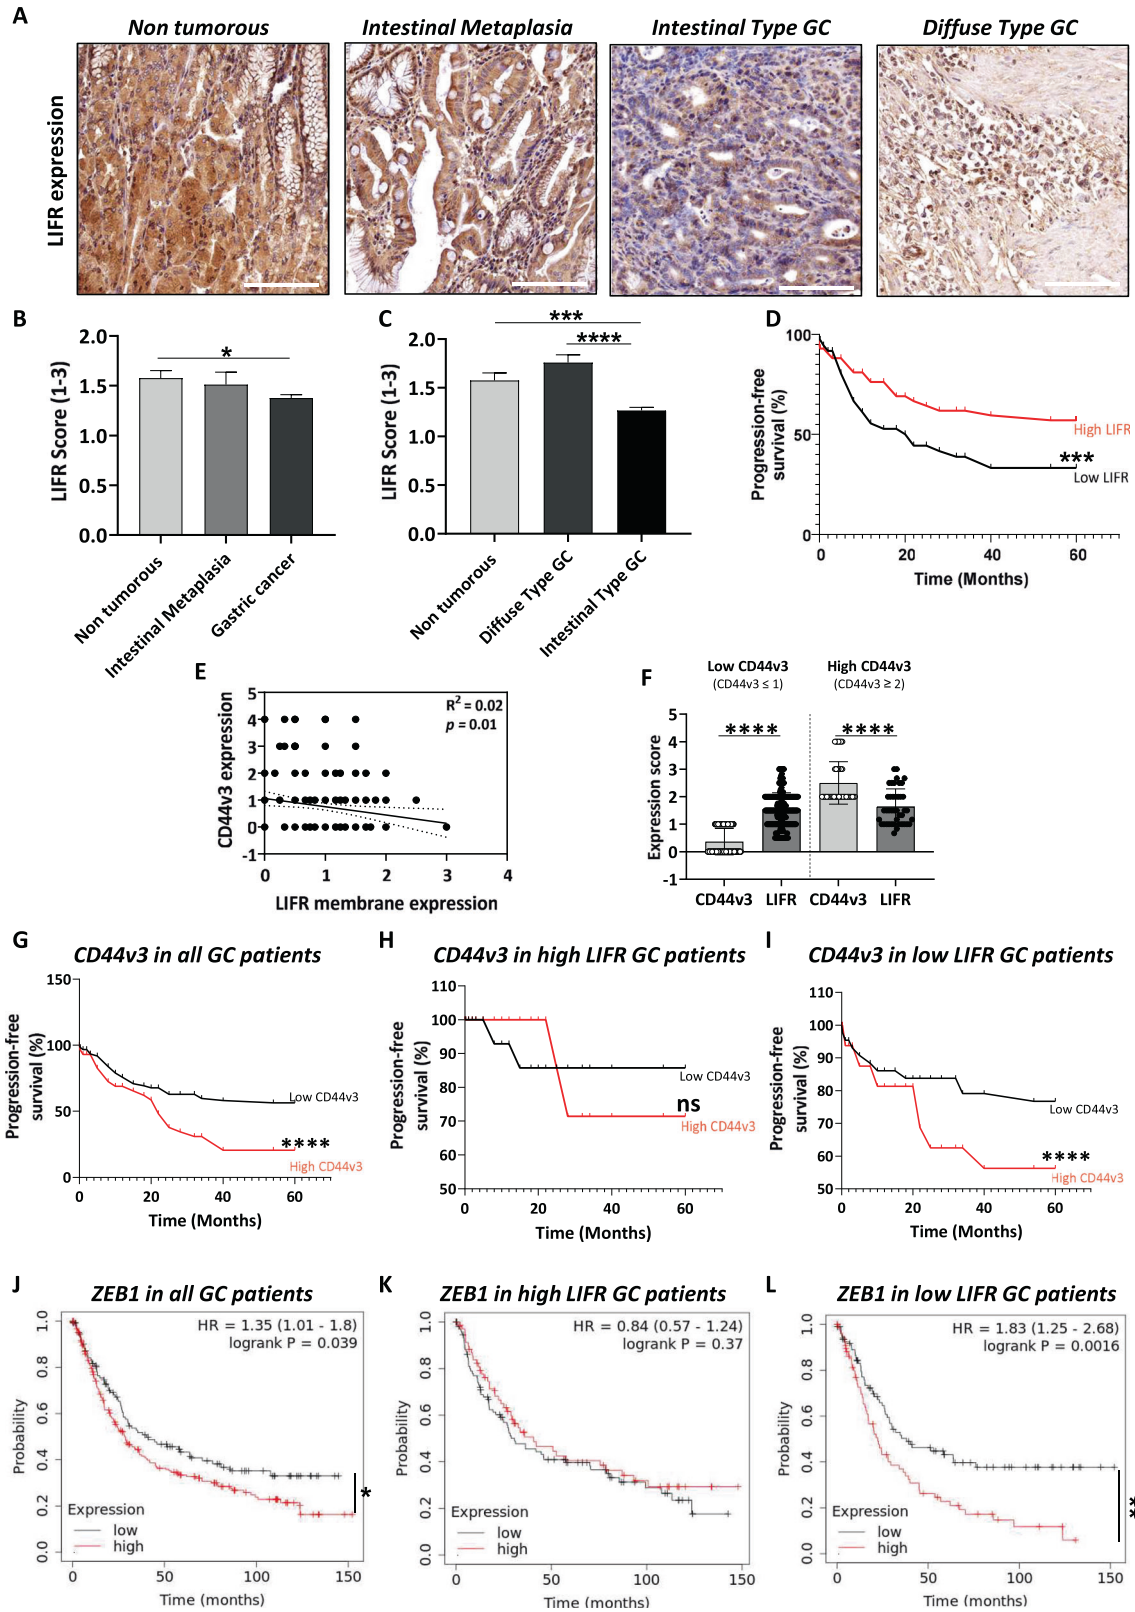 A
Non tumorous
Intestinal Metaplasia
Intestinal Type GC
Diffuse Type GC
LIFR expression
B
C
D
LIFR Score (1-3)
2.0
1.5
1.0
0.5
0.0
*
Non tumorous
Intestinal Metaplasia
Gastric cancer
LIFR Score (1-3)
2.0
1.5
1.0
0.5
0.0
***
****
Non tumorous
Diffuse Type GC
Intestinal Type GC
Progression-free
survival (%)
100
50
0
High LIFR
***
Low LIFR
0
20
40
60
Time (Months)
E
CD44v3 expression
5
4
3
2
1
0
-1
R² = 0.02
p = 0.01
0
1
2
3
4
LIFR membrane expression
F
Low CD44v3
(CD44v3 ≤ 1)
High CD44v3
(CD44v3 ≥ 2)
Expression score
5
4
3
2
1
0
-1
****
****
CD44v3
LIFR
CD44v3
LIFR
G
CD44v3 in all GC patients
Progression-free
survival (%)
150
100
50
0
Low CD44v3
****
High CD44v3
0
20
40
60
Time (Months)
H
CD44v3 in high LIFR GC patients
Progression-free
survival (%)
110
100
90
80
70
60
50
Low CD44v3
ns
High CD44v3
0
20
40
60
Time (Months)
I
CD44v3 in low LIFR GC patients
Progression-free
survival (%)
110
100
90
80
70
60
50
Low CD44v3
****
High CD44v3
0
20
40
60
Time (Months)
J
ZEB1 in all GC patients
HR = 1.35 (1.01 - 1.8)
logrank P = 0.039
Probability
1.0
0.8
0.6
0.4
0.2
0.0
*
Expression
low
high
0
50
100
150
Time (months)
K
ZEB1 in high LIFR GC patients
HR = 0.84 (0.57 - 1.24)
logrank P = 0.37
Probability
1.0
0.8
0.6
0.4
0.2
0.0
Expression
low
high
0
50
100
150
Time (months)
L
ZEB1 in low LIFR GC patients
HR = 1.83 (1.25 - 2.68)
logrank P = 0.0016
Probability
1.0
0.8
0.6
0.4
0.2
0.0
**
Expression
low
high
0
50
100
150
Time (months)